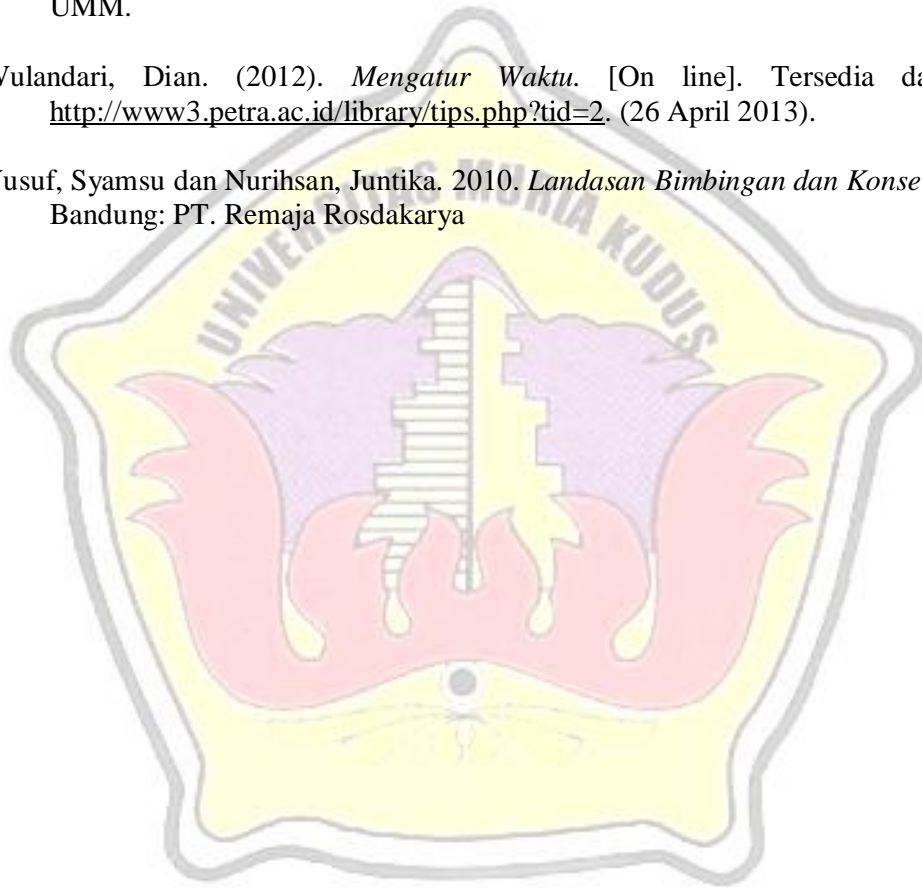 UMM.
Wulandari, Dian. (2012). Mengatur Waktu. [On line]. Tersedia da
http://www3.petra.ac.id/library/tips.php?tid=2. (26 April 2013).
Yusuf, Syamsu dan Nurihsan, Juntika. 2010. Landasan Bimbingan dan Konse
Bandung: PT. Remaja Rosdakarya
UNIVERSITAS MURIA KUDUS